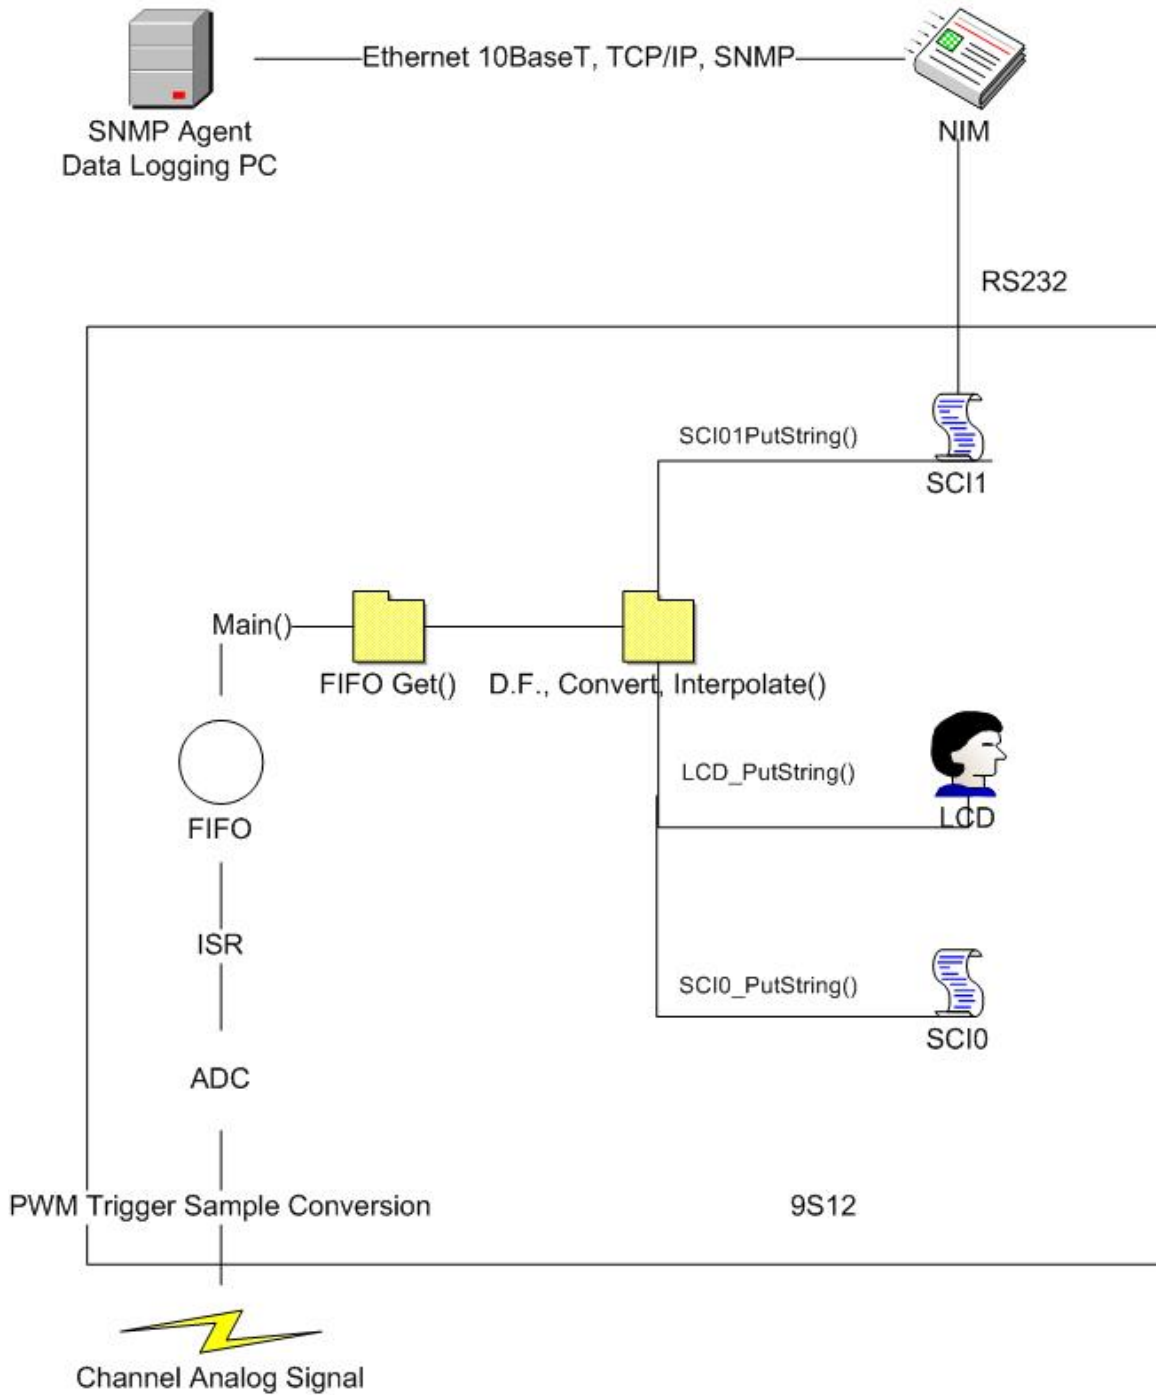 Ethernet 10BaseT, TCP/IP, SNMP
SNMP Agent
Data Logging PC
NIM
RS232
SCI01PutString()
SCI1
Main()
FIFO Get()
D.F., Convert, Interpolate()
LCD_PutString()
LCD
FIFO
ISR
SCI0_PutString()
SCI0
ADC
PWM Trigger Sample Conversion
9S12
Channel Analog Signal